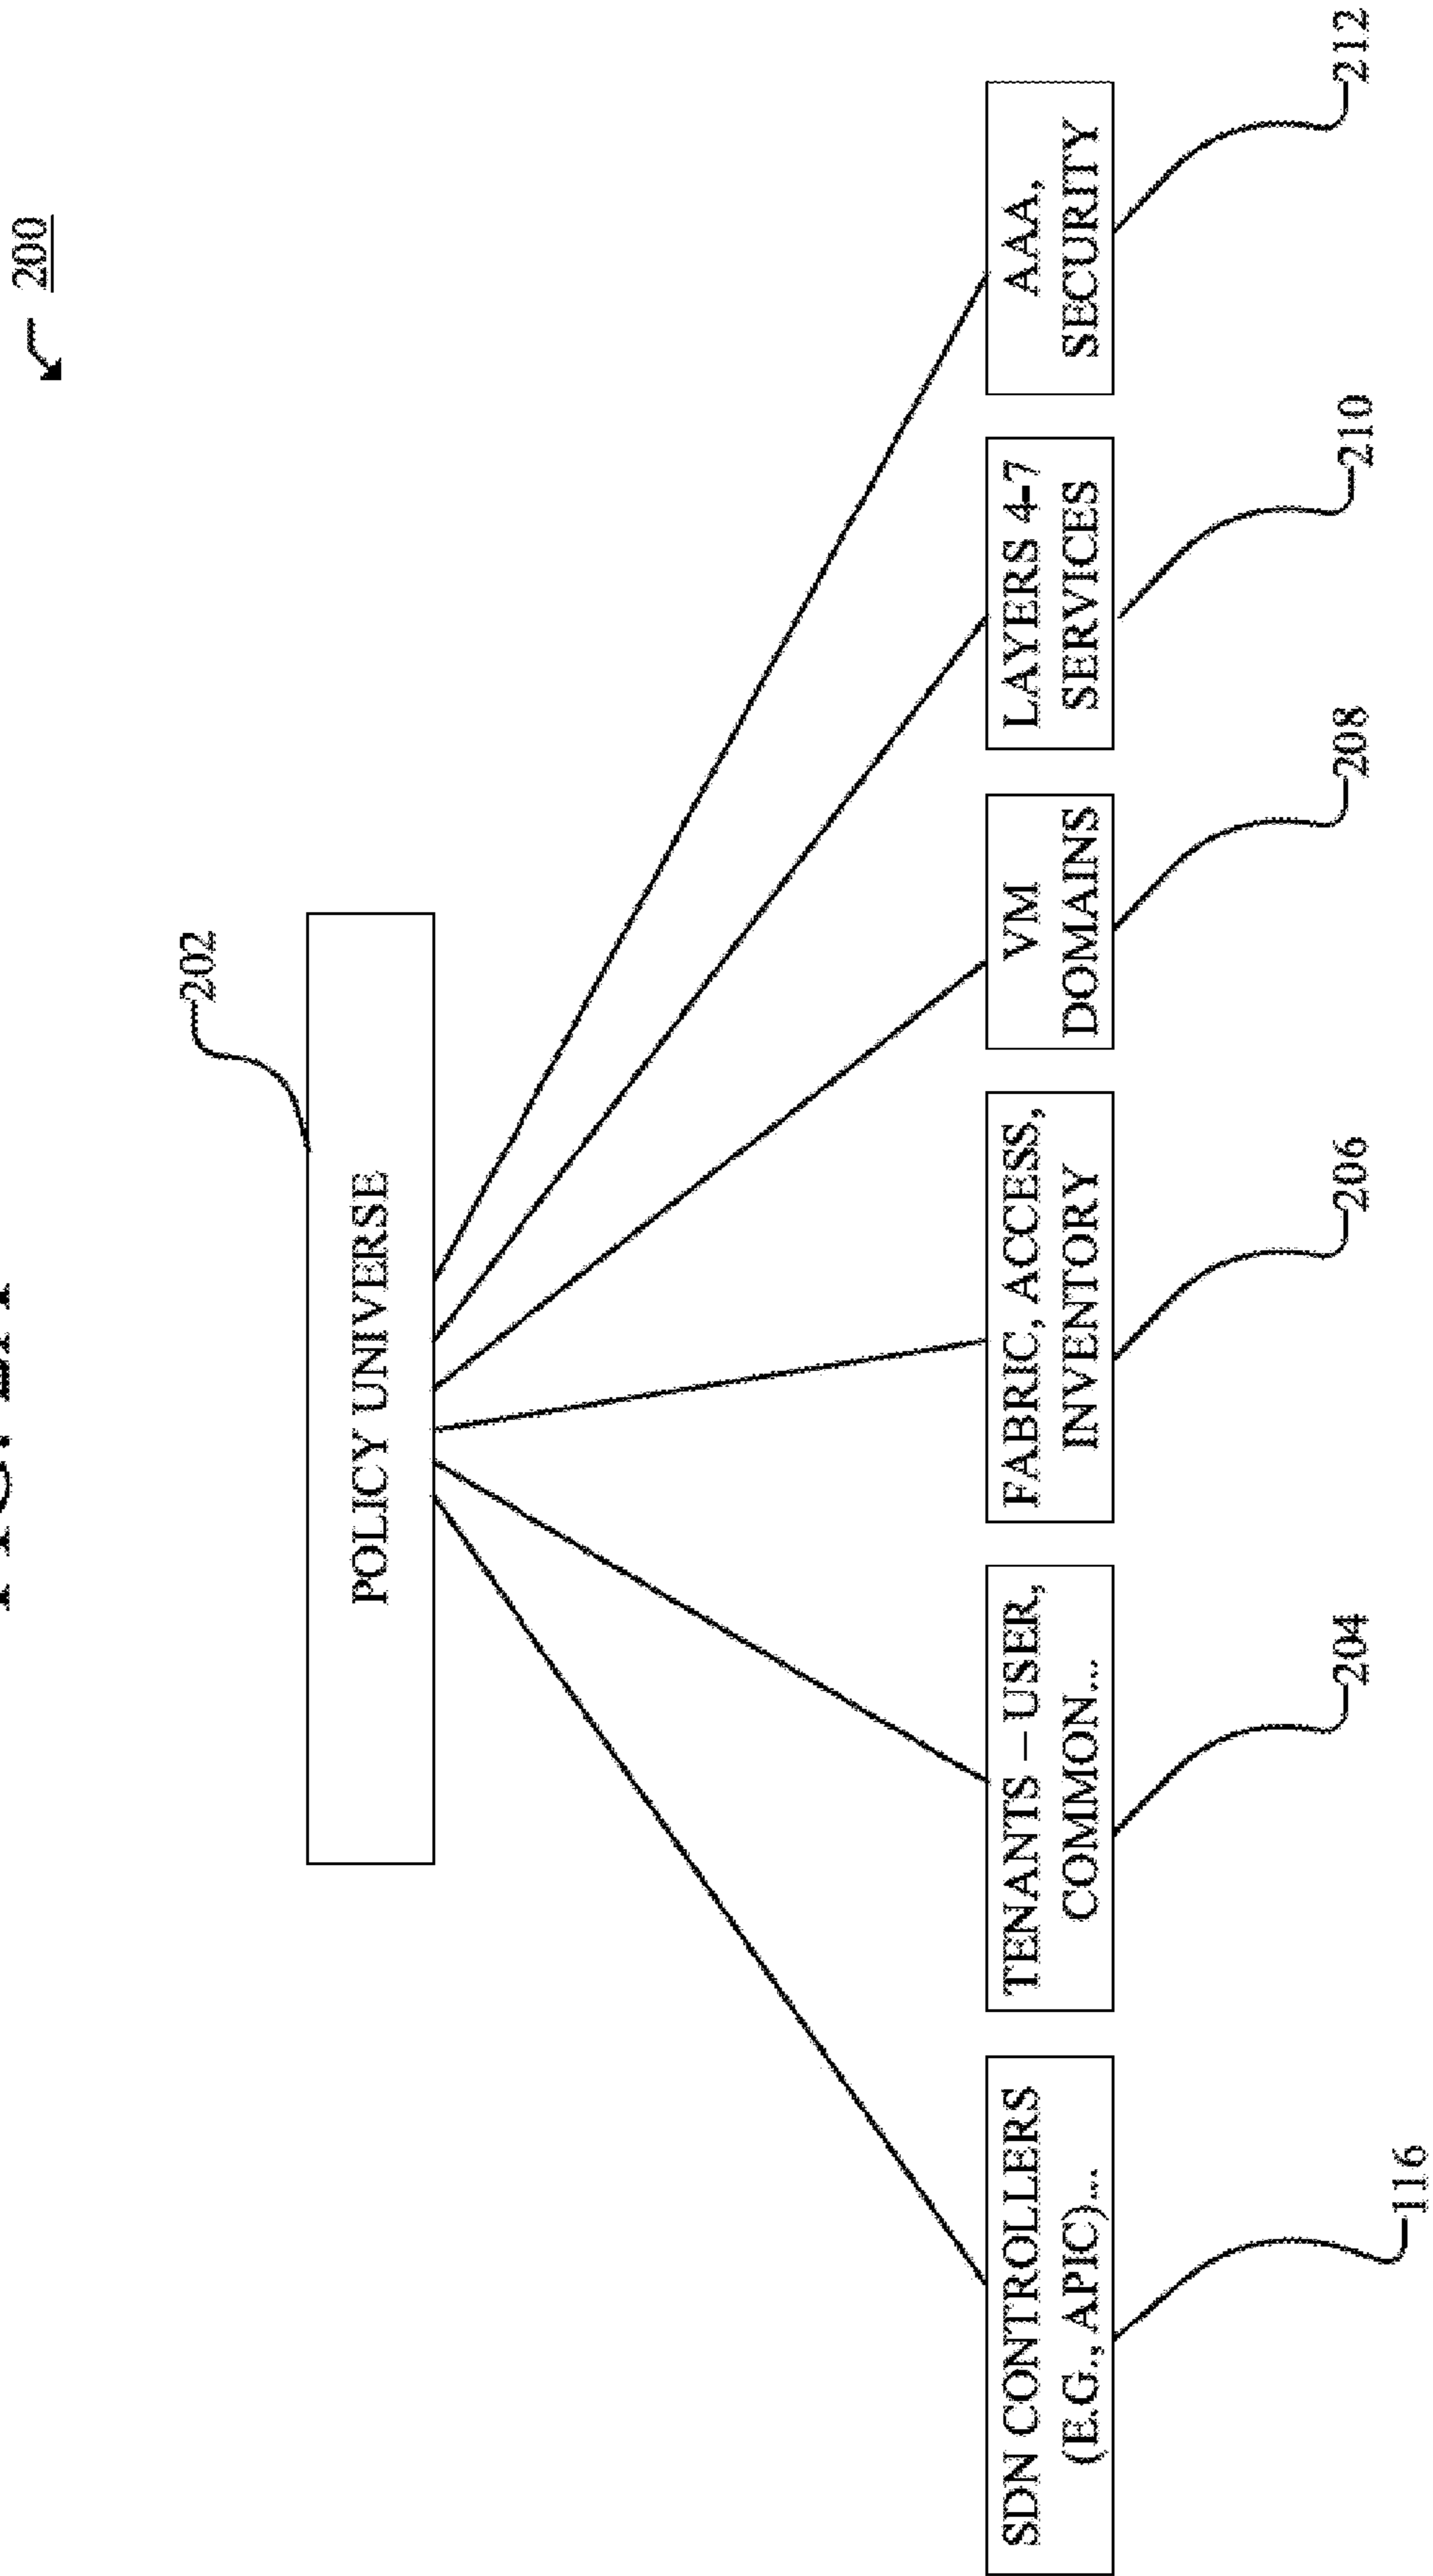 200
202
POLICY UNIVERSE
SDN CONTROLLERS
(E.G., APIC)...
TENANTS – USER,
COMMON...
FABRIC, ACCESS,
INVENTORY
VM
DOMAINS
LAYERS 4-7
SERVICES
AAA,
SECURITY
116
204
206
208
210
212